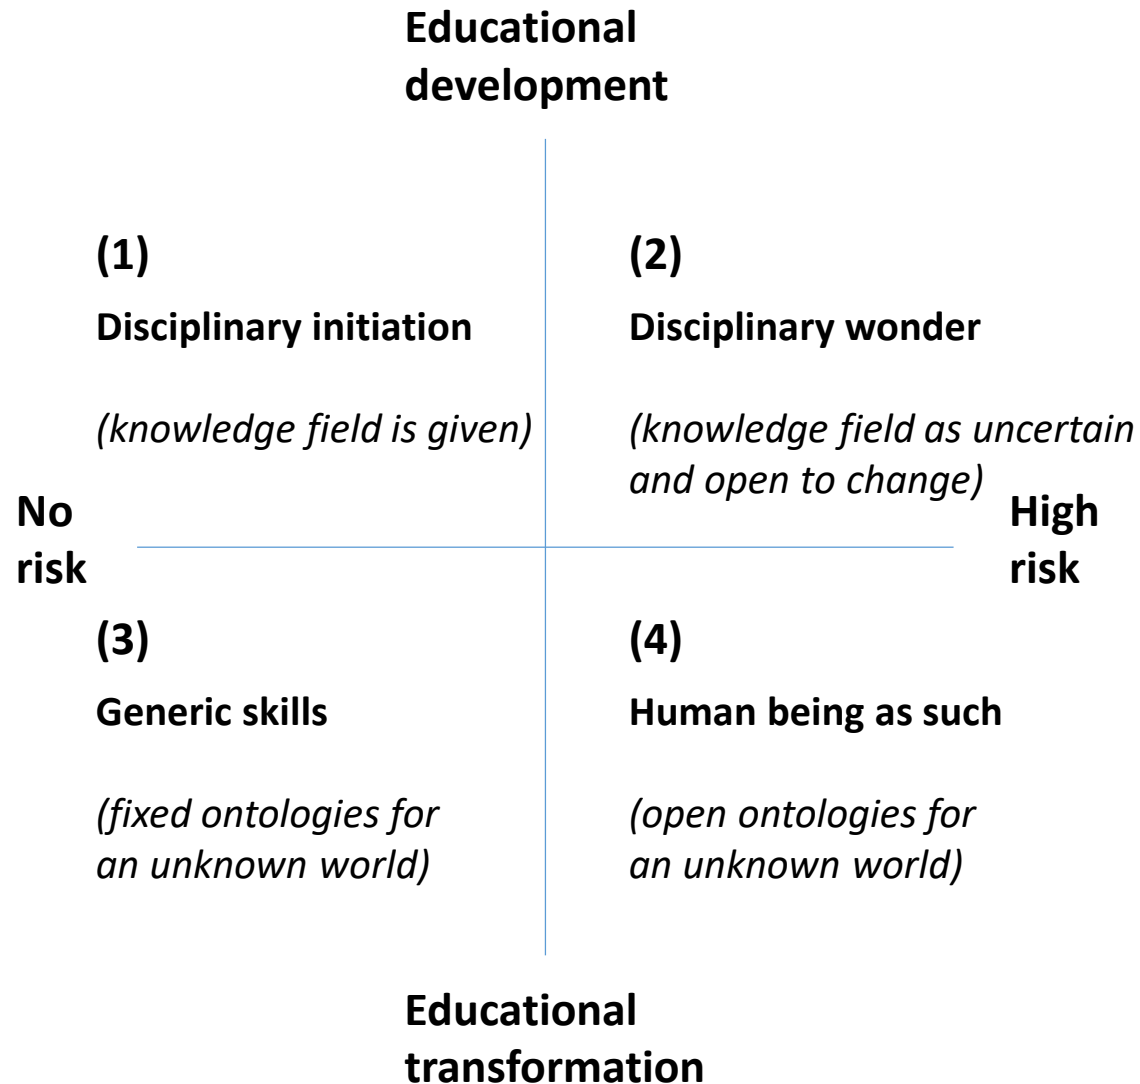 Educational
development
(1)
Disciplinary initiation
(knowledge field is given)
(2)
Disciplinary wonder
(knowledge field as uncertain
and open to change)
No
risk
High
risk
(3)
Generic skills
(fixed ontologies for
an unknown world)
(4)
Human being as such
(open ontologies for
an unknown world)
Educational
transformation